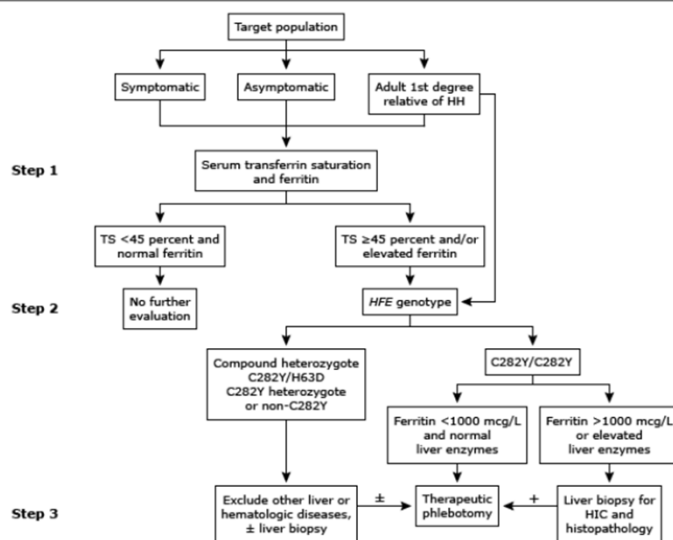 Target population
Symptomatic
Asymptomatic
Adult 1st degree
relative of HH
Step 1
Serum transferrin saturation
and ferritin
TS <45 percent and
normal ferritin
TS ≥45 percent and/or
elevated ferritin
Step 2
No further
evaluation
HFE genotype
Compound heterozygote
C282Y/H63D
C282Y heterozygote
or non-C282Y
C282Y/C282Y
Ferritin <1000 mcg/L
and normal
liver enzymes
Ferritin >1000 mcg/L
or elevated
liver enzymes
Step 3
Exclude other liver or
hematologic diseases,
± liver biopsy
±
Therapeutic
phlebotomy
+
Liver biopsy for
HIC and
histopathology